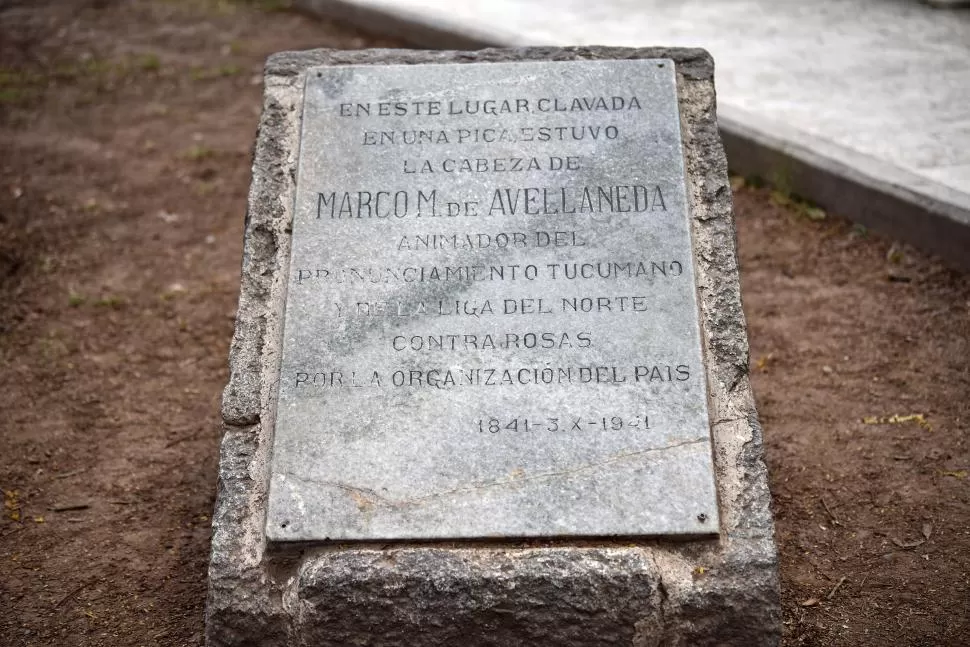 EN ESTE LUGAR, CLAVADA
EN UNA PICA, ESTUVO
LA CABEZA DE
MARCO M. DE AVELLANEDA
ANIMADOR DEL
PRONUNCIAMIENTO TUCUMANO
Y DE LA LIGA DEL NORTE
CONTRA ROSAS
POR LA ORGANIZACIÓN DEL PAIS
1841-3.X-1941